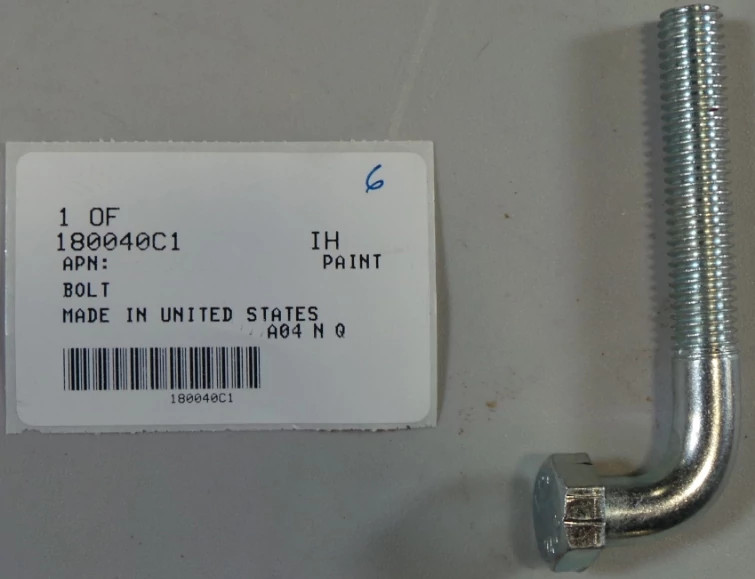 6
1 OF
180040C1 IH
APN: PAINT
BOLT
MADE IN UNITED STATES
A04 N Q
180040C1